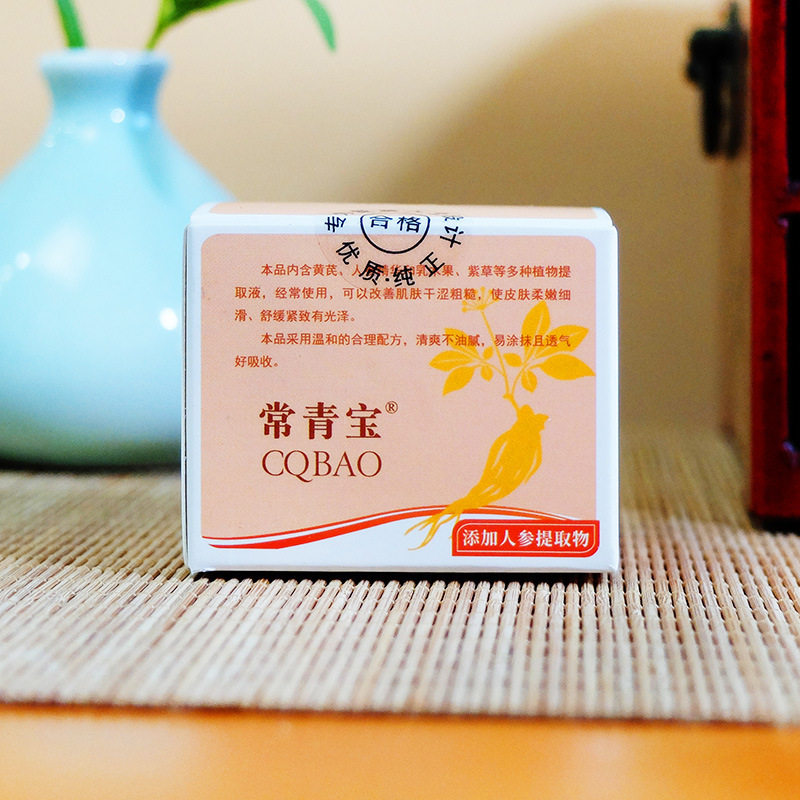 合格
优质·纯正
本品内含黄芪、人
乳木果、紫草等多种植物提
取液，经常使用，可以改善肌肤干涩粗糙，使皮肤柔嫩细
滑、舒缓紧致有光泽。
本品采用温和的合理配方，清爽不油腻，易涂抹且透气
好吸收。
常青宝®
CQBAO
添加人参提取物